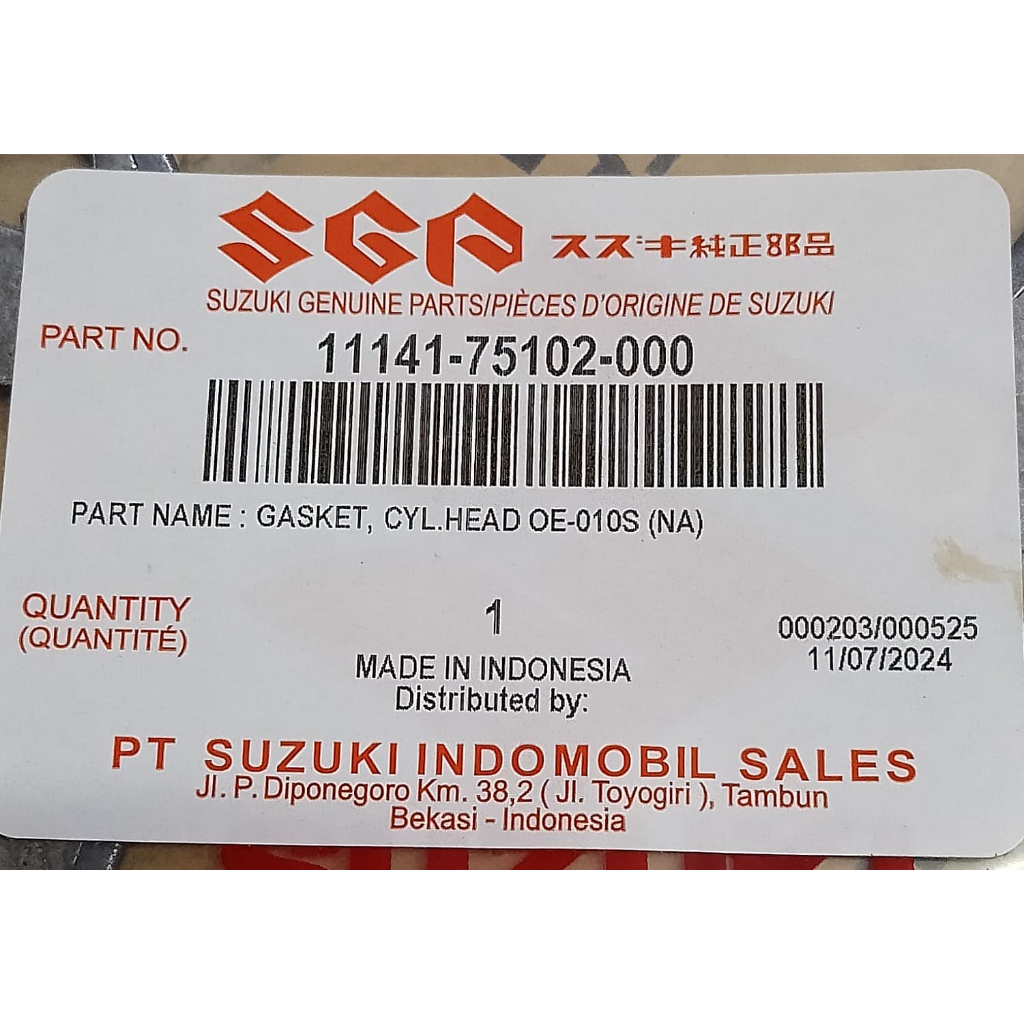 SGP スズキ純正部品
SUZUKI GENUINE PARTS/PIÈCES D'ORIGINE DE SUZUKI
PART NO.
11141-75102-000
PART NAME : GASKET, CYL.HEAD OE-010S (NA)
QUANTITY
(QUANTITÉ)
1
000203/000525
11/07/2024
MADE IN INDONESIA
Distributed by:
PT SUZUKI INDOMOBIL SALES
Jl. P. Diponegoro Km. 38,2 ( Jl. Toyogiri ), Tambun
Bekasi - Indonesia